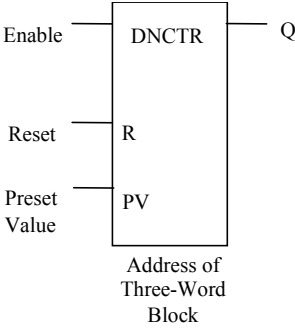 Enable
DNCTR
Q
Reset
R
Preset
Value
PV
Address of
Three-Word
Block